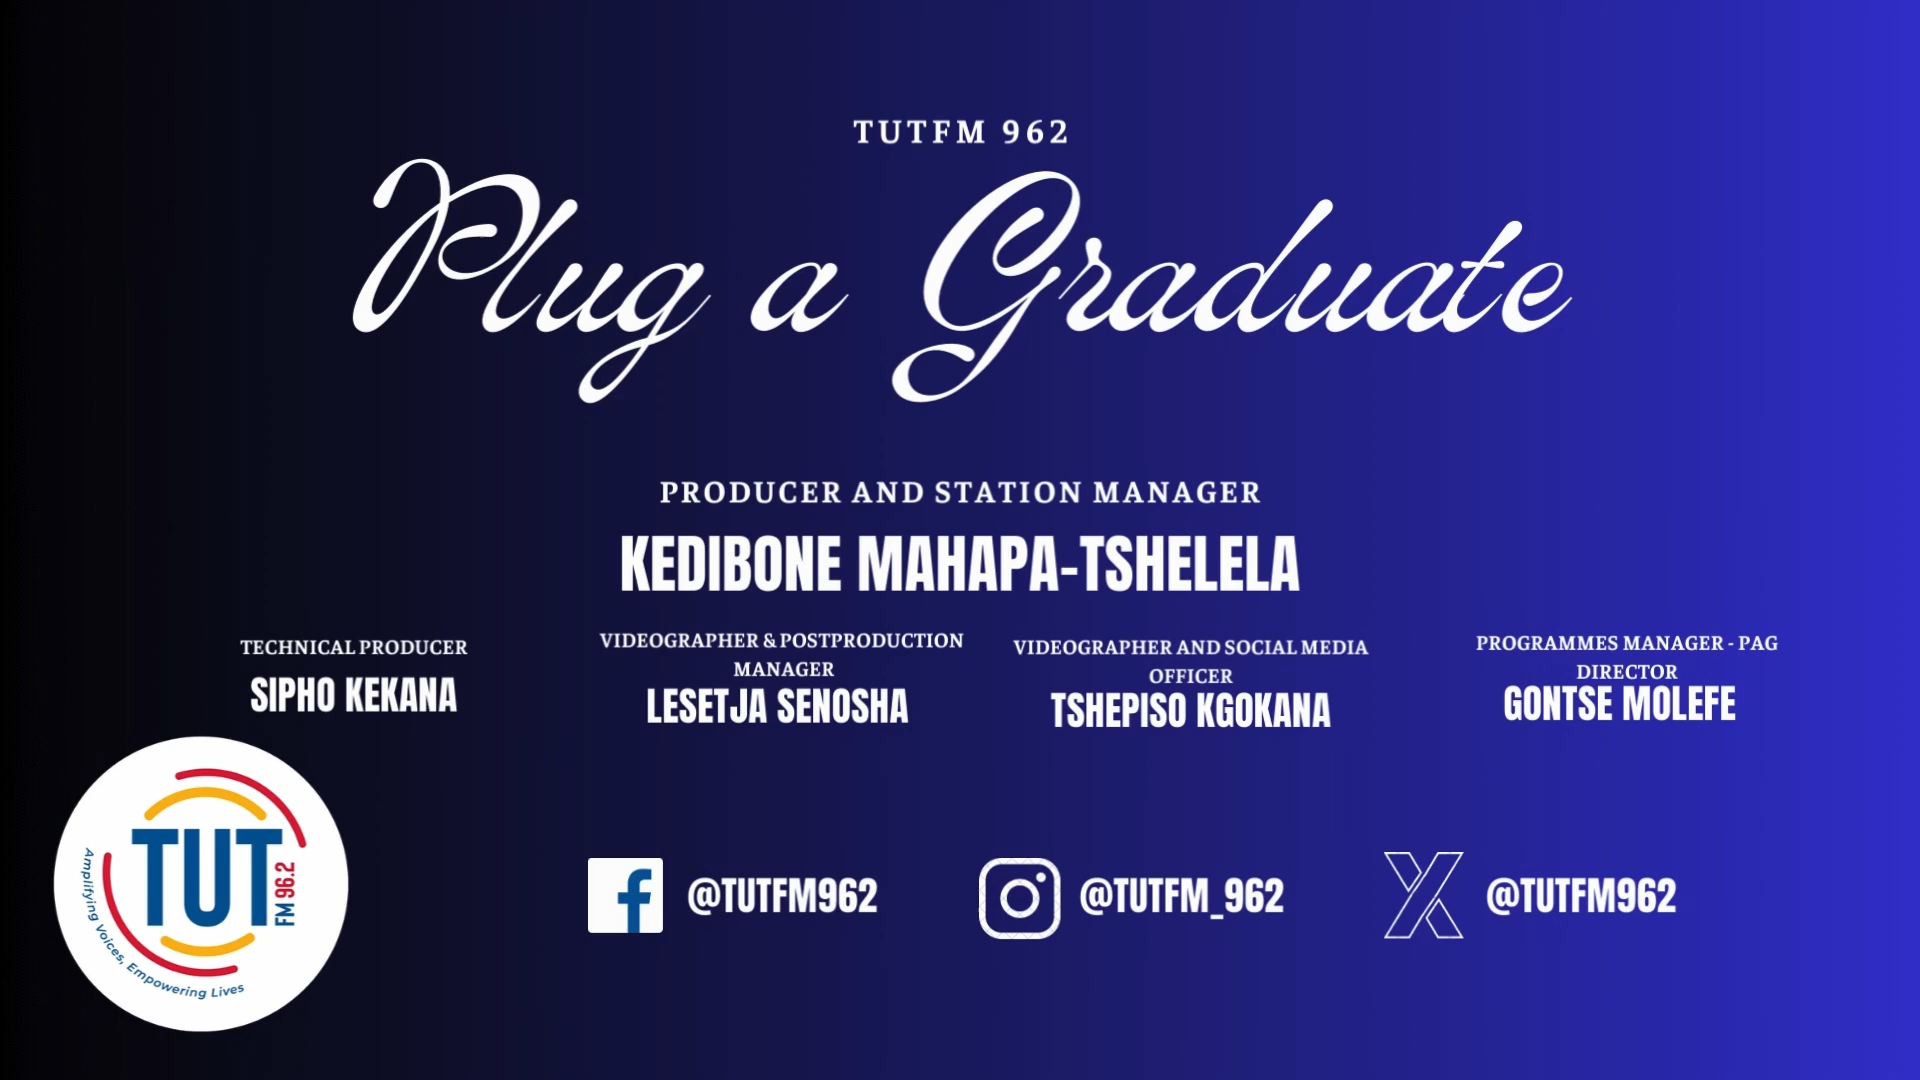 TUTFM 962
Plug a Graduate
PRODUCER AND STATION MANAGER
KEDIBONE MAHAPA-TSHELELA
TECHNICAL PRODUCER
SIPHO KEKANA
VIDEOGRAPHER & POSTPRODUCTION
MANAGER
LESETJA SENOSHA
VIDEOGRAPHER AND SOCIAL MEDIA
OFFICER
TSHEPISO KGOKANA
PROGRAMMES MANAGER - PAG
DIRECTOR
GONTSE MOLEFE
TUT
FM 96.2
Amplifying Voices, Empowering Lives
@TUTFM962
@TUTFM_962
@TUTFM962